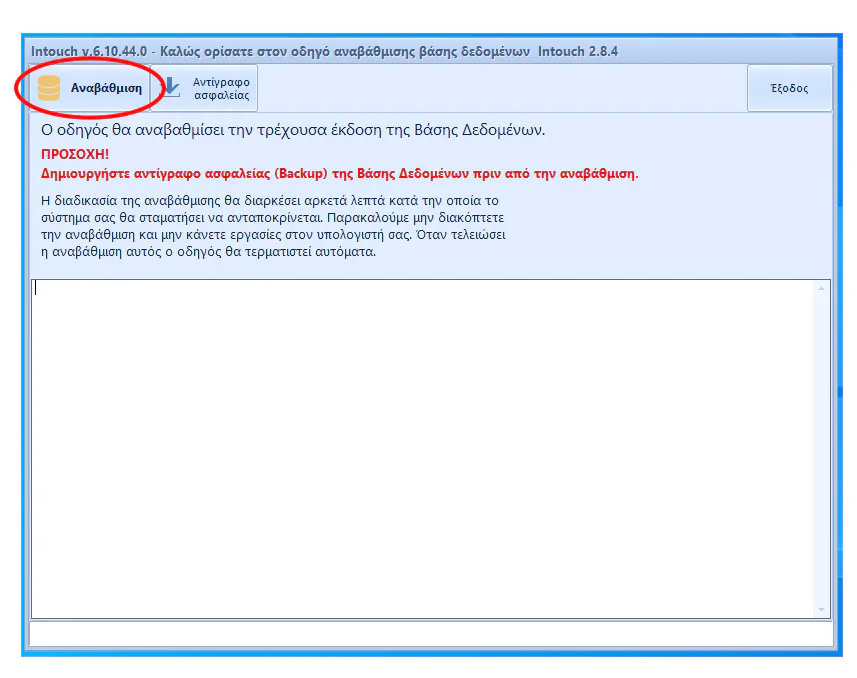 Intouch v.6.10.44.0 - Καλώς ορίσατε στον οδηγό αναβάθμισης βάσης δεδομένων Intouch 2.8.4
Αναβάθμιση
Αντίγραφο
ασφαλείας
Έξοδος
Ο οδηγός θα αναβαθμίσει την τρέχουσα έκδοση της Βάσης Δεδομένων.
ΠΡΟΣΟΧΗ!
Δημιουργήστε αντίγραφο ασφαλείας (Backup) της Βάσης Δεδομένων πριν από την αναβάθμιση.
Η διαδικασία της αναβάθμισης θα διαρκέσει αρκετά λεπτά κατά την οποία το
σύστημα σας θα σταματήσει να ανταποκρίνεται. Παρακαλούμε μην διακόπτετε
την αναβάθμιση και μην κάνετε εργασίες στον υπολογιστή σας. Όταν τελειώσει
η αναβάθμιση αυτός ο οδηγός θα τερματιστεί αυτόματα.